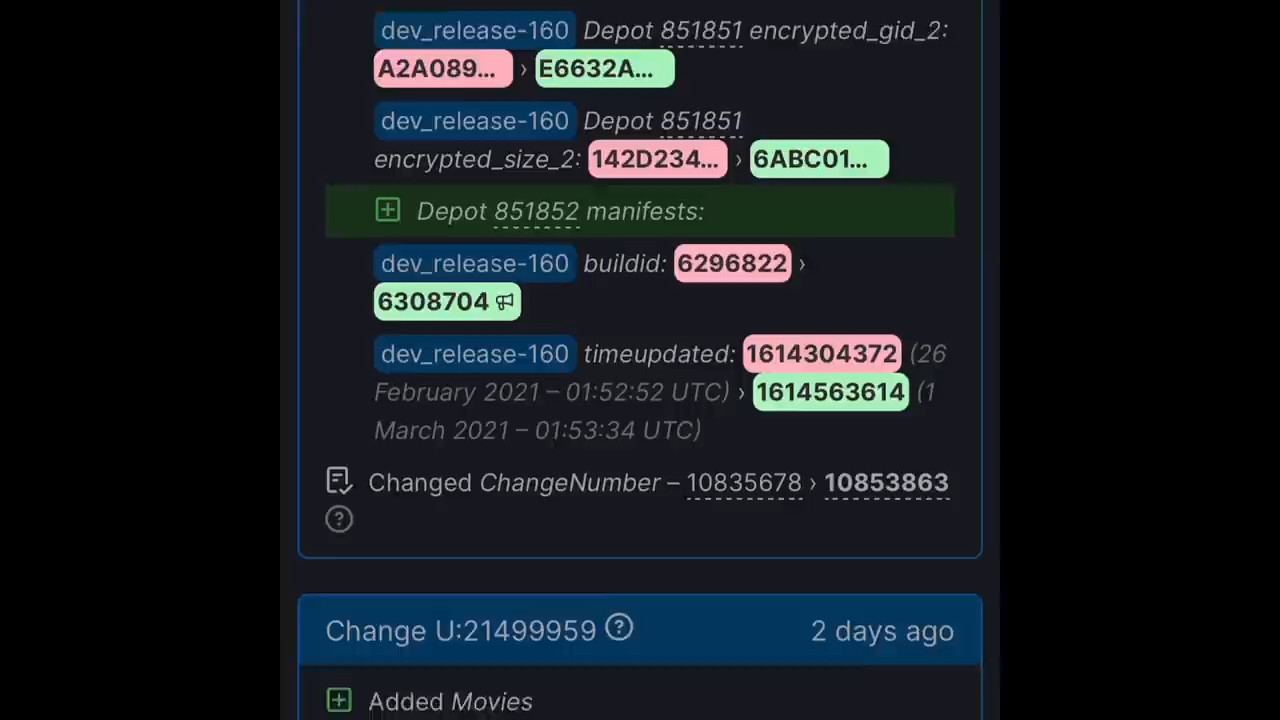 dev_release-160 Depot 851851 encrypted_gid_2:
A2A089... › E6632A...
dev_release-160 Depot 851851
encrypted_size_2: 142D234... › 6ABC01...
Depot 851852 manifests:
dev_release-160 buildid: 6296822 ›
6308704
dev_release-160 timeupdated: 1614304372 (26
February 2021 – 01:52:52 UTC) › 1614563614 (1
March 2021 – 01:53:34 UTC)
Changed ChangeNumber – 10835678 › 10853863
?
Change U:21499959 ? 2 days ago
Added Movies